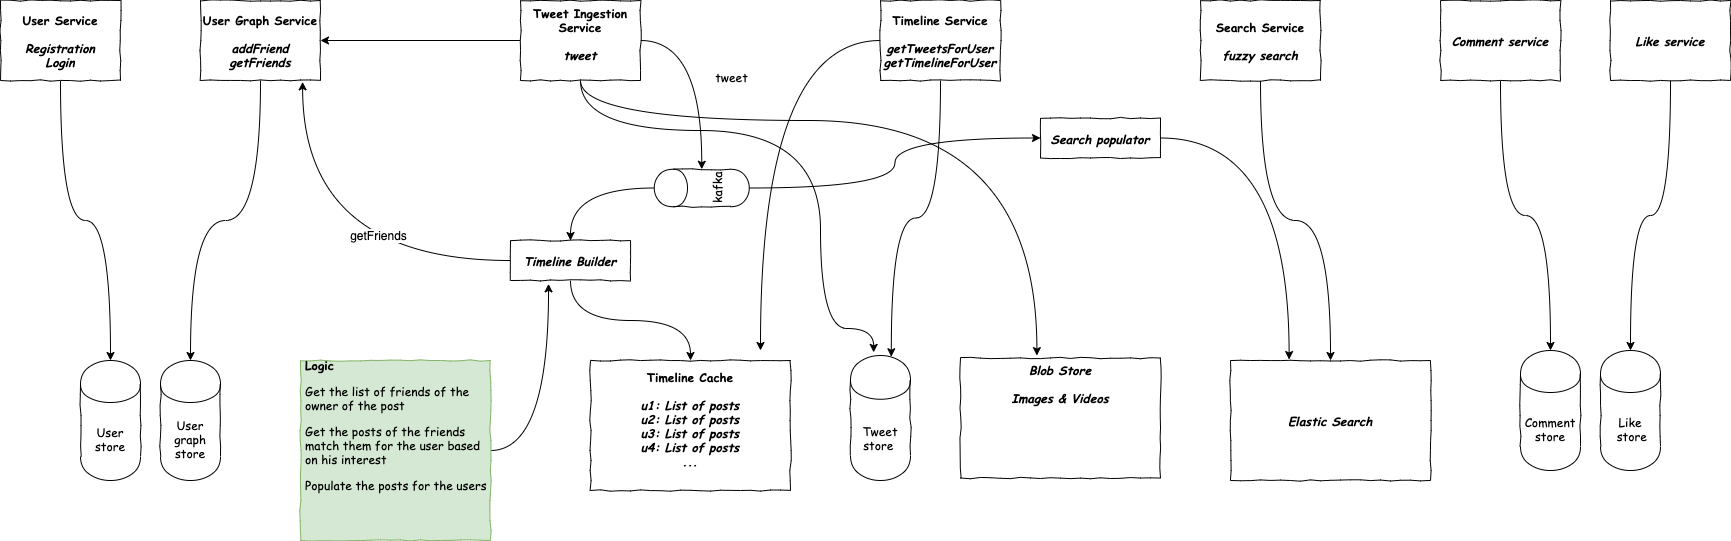 User Service
Registration
Login
User Graph Service
addFriend
getFriends
Tweet Ingestion
Service
tweet
Timeline Service
getTweetsForUser
getTimelineForUser
Search Service
fuzzy search
Comment service
Like service
tweet
Search populator
kafka
getFriends
Timeline Builder
Logic
Get the list of friends of the
owner of the post
Get the posts of the friends
match them for the user based
on his interest
Populate the posts for the users
User
store
User
graph
store
Timeline Cache
u1: List of posts
u2: List of posts
u3: List of posts
u4: List of posts
...
Tweet
store
Blob Store
Images & Videos
Elastic Search
Comment
store
Like
store